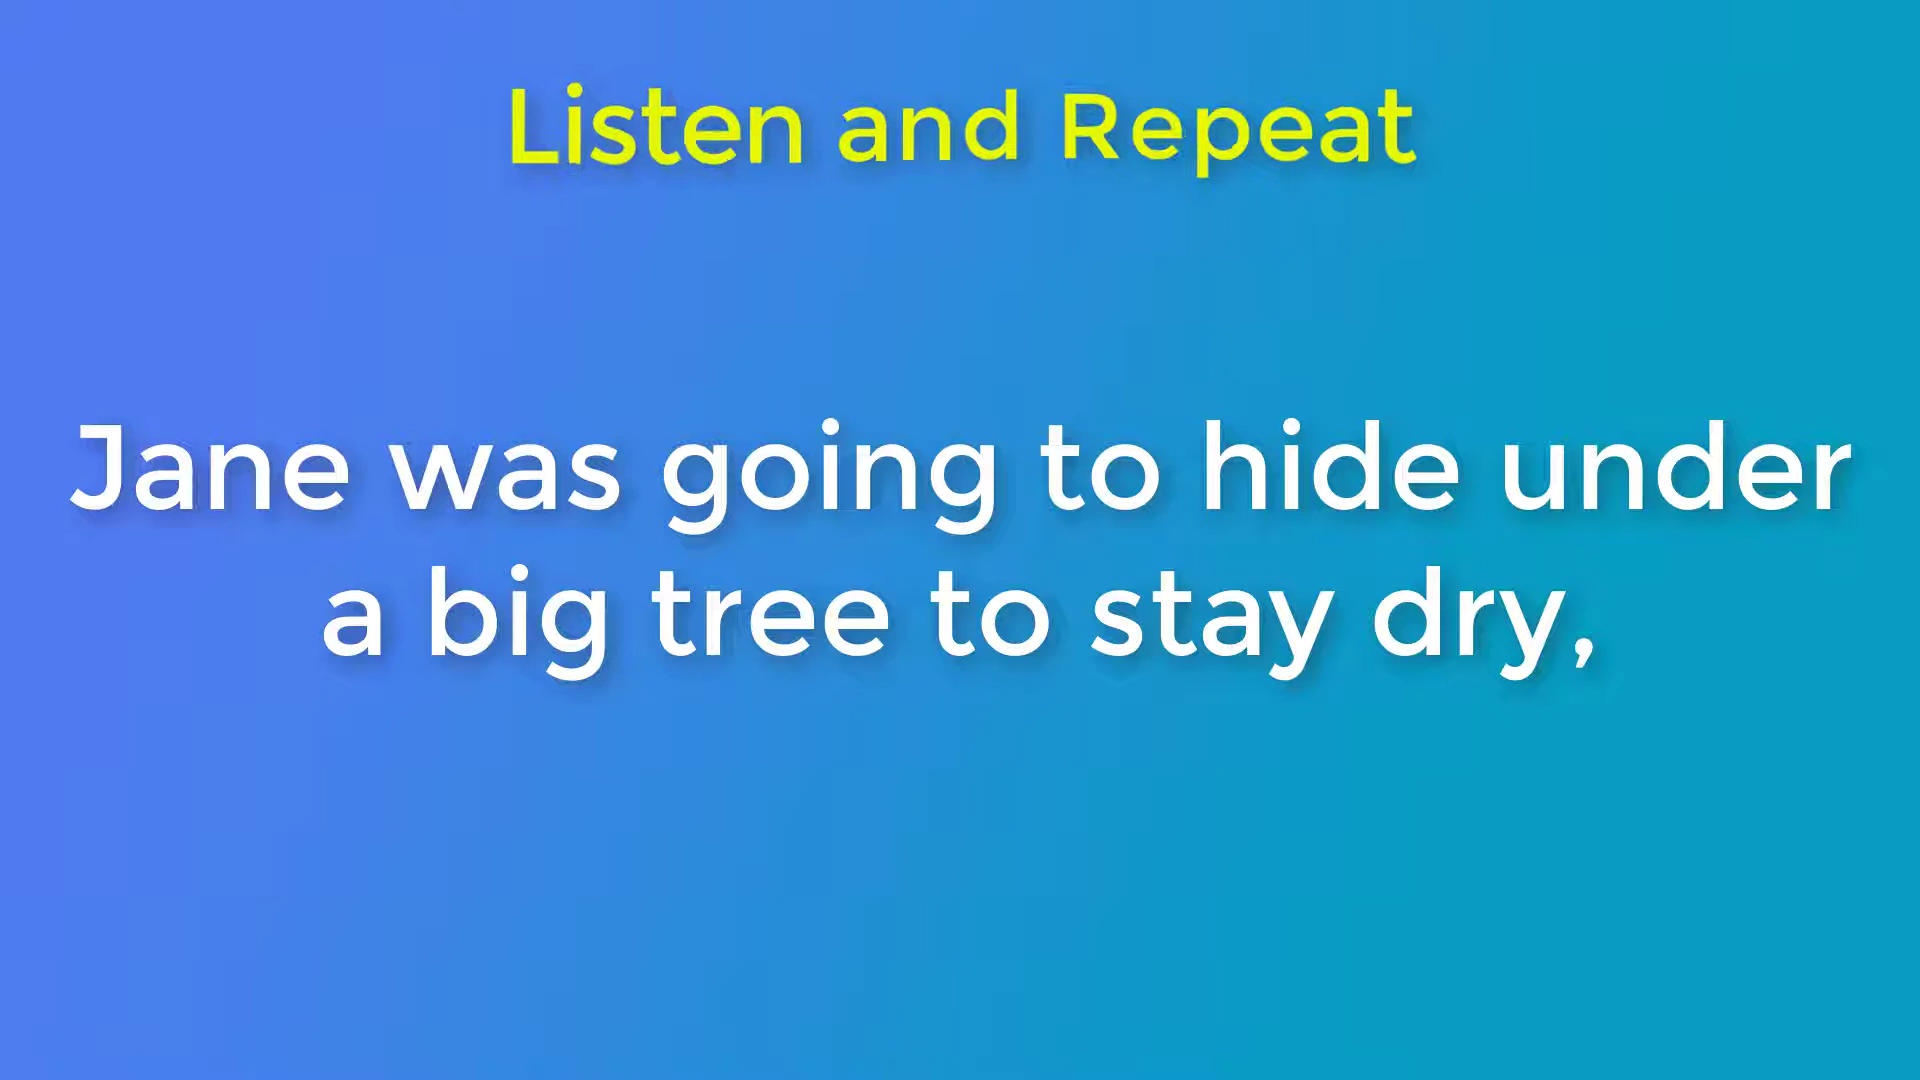 Listen and Repeat
Jane was going to hide under
a big tree to stay dry,